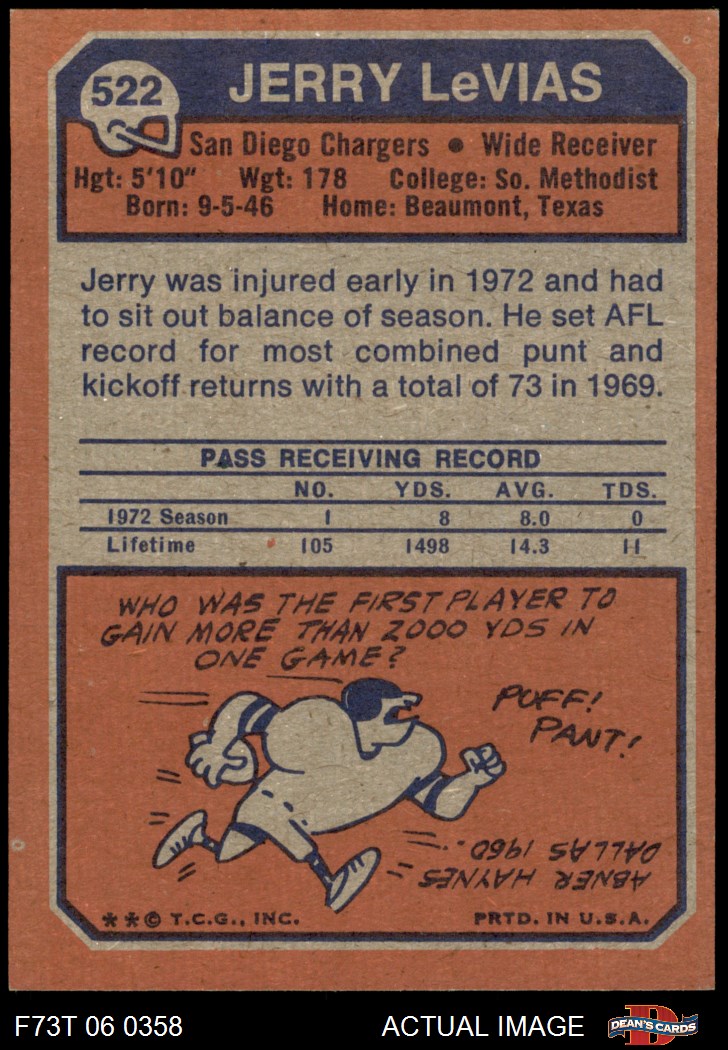 522
JERRY LeVIAS
San Diego Chargers • Wide Receiver
Hgt: 5'10" Wgt: 178 College: So. Methodist
Born: 9-5-46 Home: Beaumont, Texas
Jerry was injured early in 1972 and had
to sit out balance of season. He set AFL
record for most combined punt and
kickoff returns with a total of 73 in 1969.
PASS RECEIVING RECORD
NO. YDS. AVG. TDS.
1972 Season 1 8 8.0 0
Lifetime 105 1498 14.3 11
WHO WAS THE FIRST PLAYER TO
GAIN MORE THAN 2000 YDS IN
ONE GAME?
PUFF!
PANT!
ABNER HAYNES
DALLAS 1960
**© T.C.G., INC. PRTD. IN U.S.A.
F73T 06 0358 ACTUAL IMAGE
D
DEAN'S CARDS